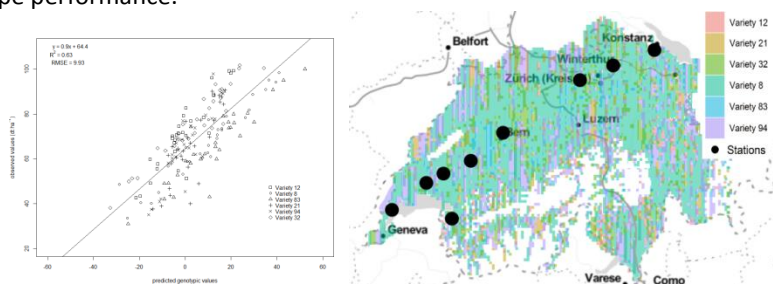 pe performance.
y = 0.9x + 64.4
R² = 0.63
RMSE = 9.93
observed values (dt ha⁻¹)
100
80
60
40
20
□ Variety 12
◇ Variety 8
△ Variety 83
+ Variety 21
× Variety 94
○ Variety 32
-60
-40
-20
0
20
40
60
predicted genotypic values
Belfort
Konstanz
Winterthur
Zürich (Kreis
Luzern
Bern
Geneva
Varese
Como
Variety 12
Variety 21
Variety 32
Variety 8
Variety 83
Variety 94
Stations